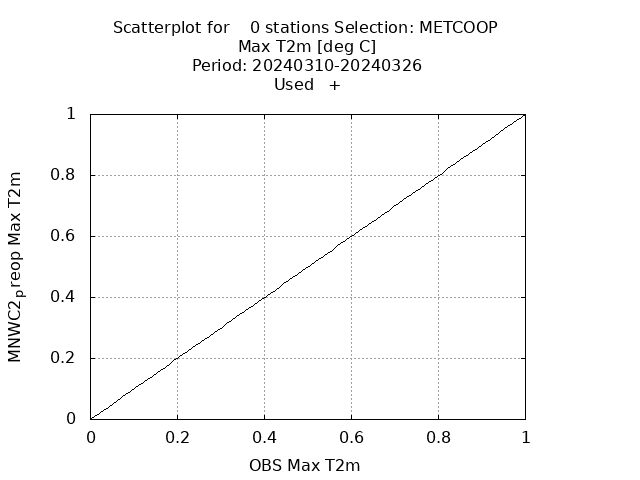 Scatterplot for    0 stations Selection: METCOOP
Max T2m [deg C]
Period: 20240310-20240326
Used   +
MNWC2preop Max T2m
1
0.8
0.6
0.4
0.2
0
0 0.2 0.4 0.6 0.8 1
OBS Max T2m